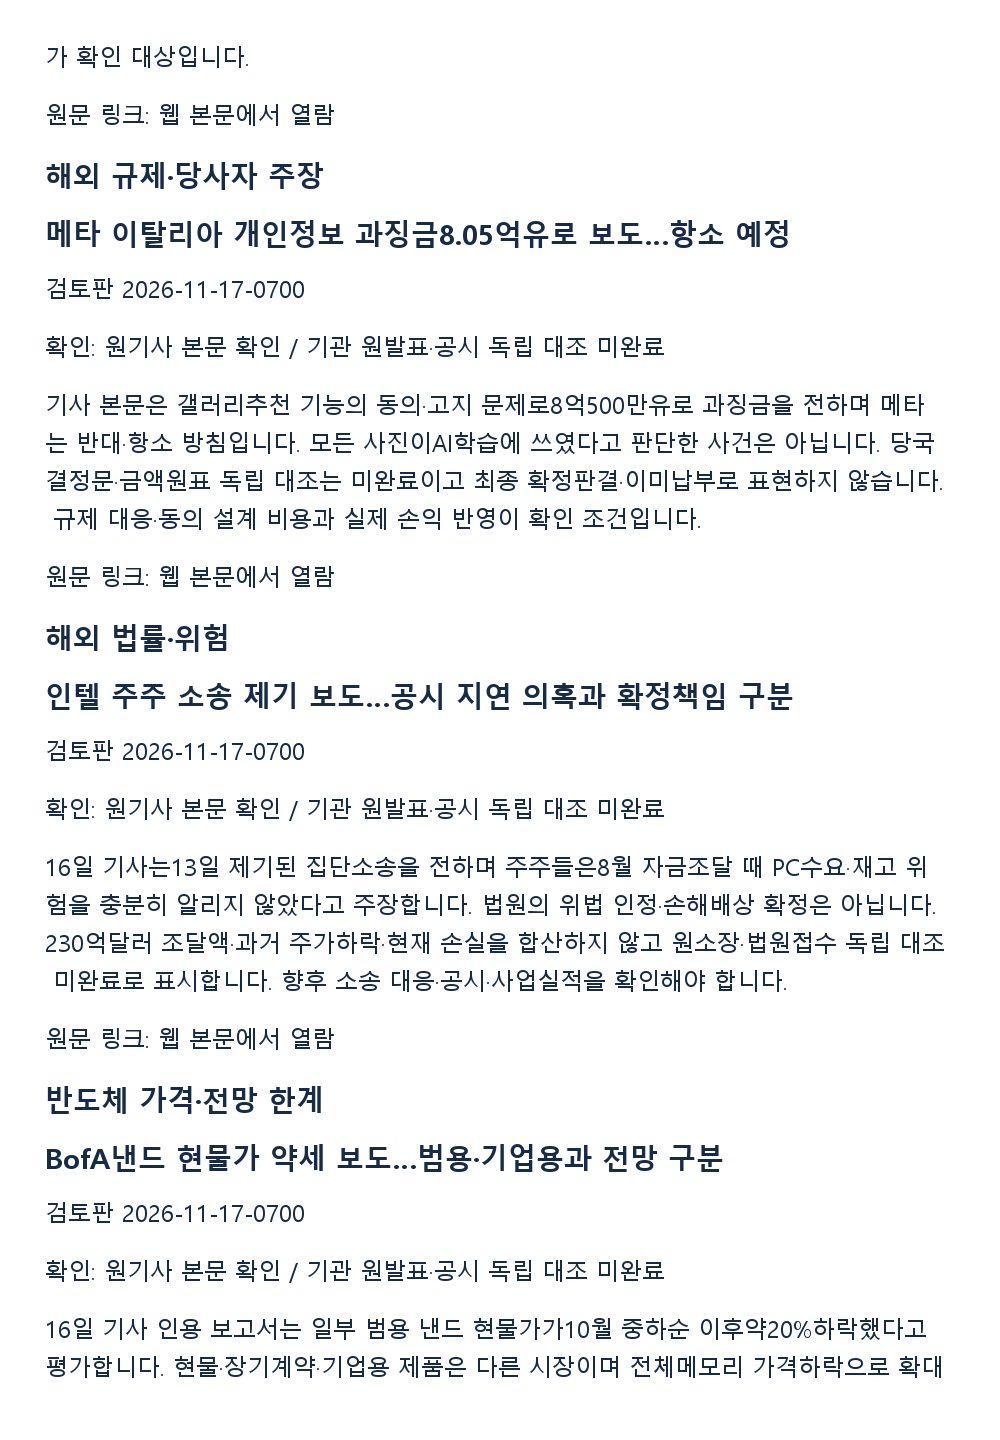 가 확인 대상입니다.
원문 링크: 웹 본문에서 열람
해외 규제·당사자 주장
메타 이탈리아 개인정보 과징금8.05억유로 보도…항소 예정
검토판 2026-11-17-0700
확인: 원기사 본문 확인 / 기관 원발표·공시 독립 대조 미완료
기사 본문은 갤러리추천 기능의 동의·고지 문제로8억500만유로 과징금을 전하며 메타
는 반대·항소 방침입니다. 모든 사진이AI학습에 쓰였다고 판단한 사건은 아닙니다. 당국
결정문·금액원표 독립 대조는 미완료이고 최종 확정판결·이미납부로 표현하지 않습니다.
규제 대응·동의 설계 비용과 실제 손익 반영이 확인 조건입니다.
원문 링크: 웹 본문에서 열람
해외 법률·위험
인텔 주주 소송 제기 보도…공시 지연 의혹과 확정책임 구분
검토판 2026-11-17-0700
확인: 원기사 본문 확인 / 기관 원발표·공시 독립 대조 미완료
16일 기사는13일 제기된 집단소송을 전하며 주주들은8월 자금조달 때 PC수요·재고 위
험을 충분히 알리지 않았다고 주장합니다. 법원의 위법 인정·손해배상 확정은 아닙니다.
230억달러 조달액·과거 주가하락·현재 손실을 합산하지 않고 원소장·법원접수 독립 대조
미완료로 표시합니다. 향후 소송 대응·공시·사업실적을 확인해야 합니다.
원문 링크: 웹 본문에서 열람
반도체 가격·전망 한계
BofA낸드 현물가 약세 보도…범용·기업용과 전망 구분
검토판 2026-11-17-0700
확인: 원기사 본문 확인 / 기관 원발표·공시 독립 대조 미완료
16일 기사 인용 보고서는 일부 범용 낸드 현물가가10월 중하순 이후약20%하락했다고
평가합니다. 현물·장기계약·기업용 제품은 다른 시장이며 전체메모리 가격하락으로 확대